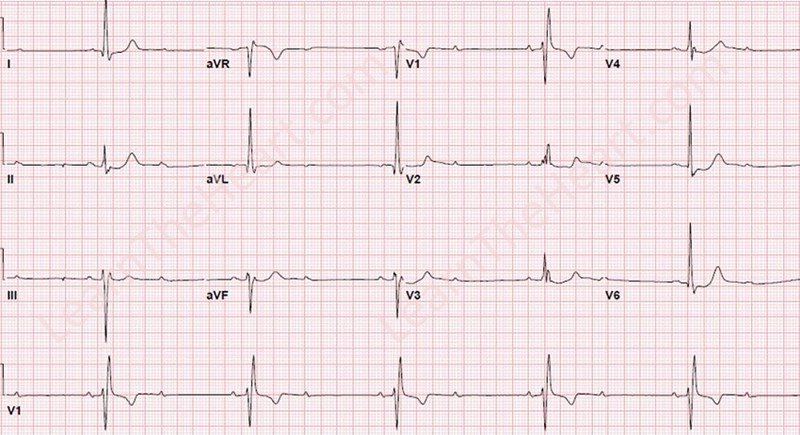 I aVR V1 V4
II aVL V2 V5
III aVF V3 V6
V1
LearnTheHeart.com
LearnTheHeart.com